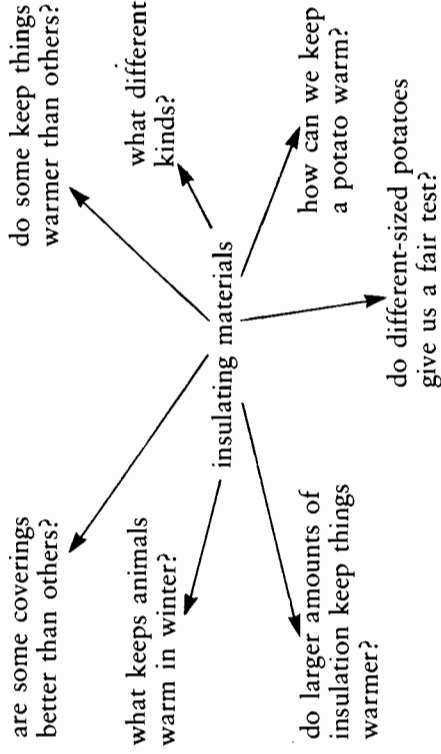 are some coverings
better than others?
do some keep things
warmer than others?
what keeps animals
warm in winter?
what different
kinds?
insulating materials
do larger amounts of
insulation keep things
warmer?
how can we keep
a potato warm?
do different-sized potatoes
give us a fair test?